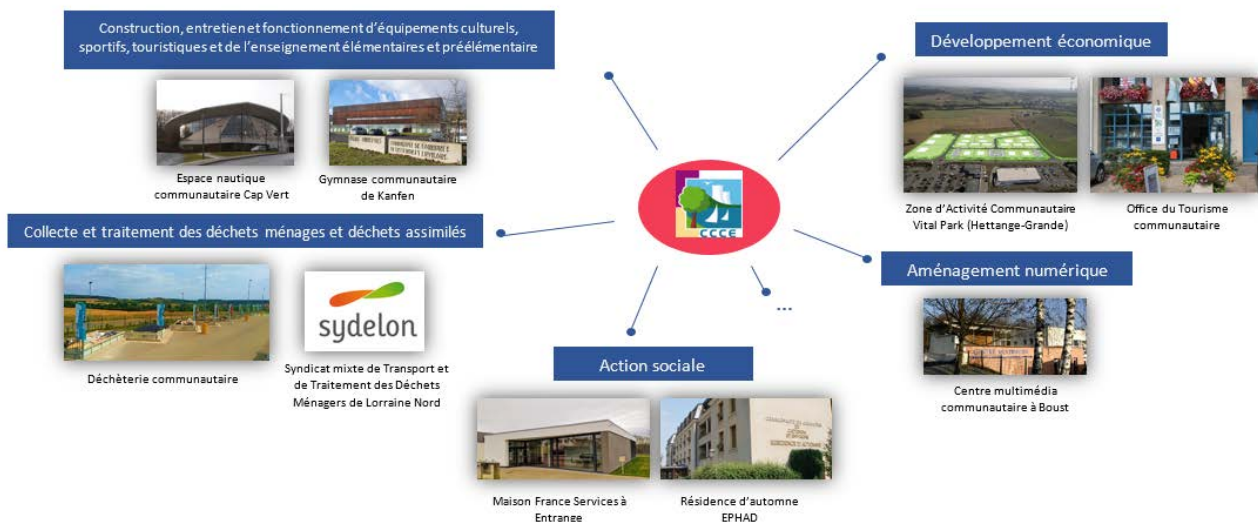 Construction, entretien et fonctionnement d'équipements culturels,
sportifs, touristiques et de l'enseignement élémentaires et préélémentaire
Espace nautique
communautaire Cap Vert
Gymnase communautaire
de Kanfen
Développement économique
Zone d'Activité Communautaire
Vital Park (Hettange-Grande)
Office du Tourisme
communautaire
CCCE
Collecte et traitement des déchets ménages et déchets assimilés
Déchèterie communautaire
sydelon
Syndicat mixte de Transport et
de Traitement des Déchets
Ménagers de Lorraine Nord
Aménagement numérique
Centre multimédia
communautaire à Boust
...
Action sociale
Maison France Services à
Entrange
Résidence d'automne
EPHAD